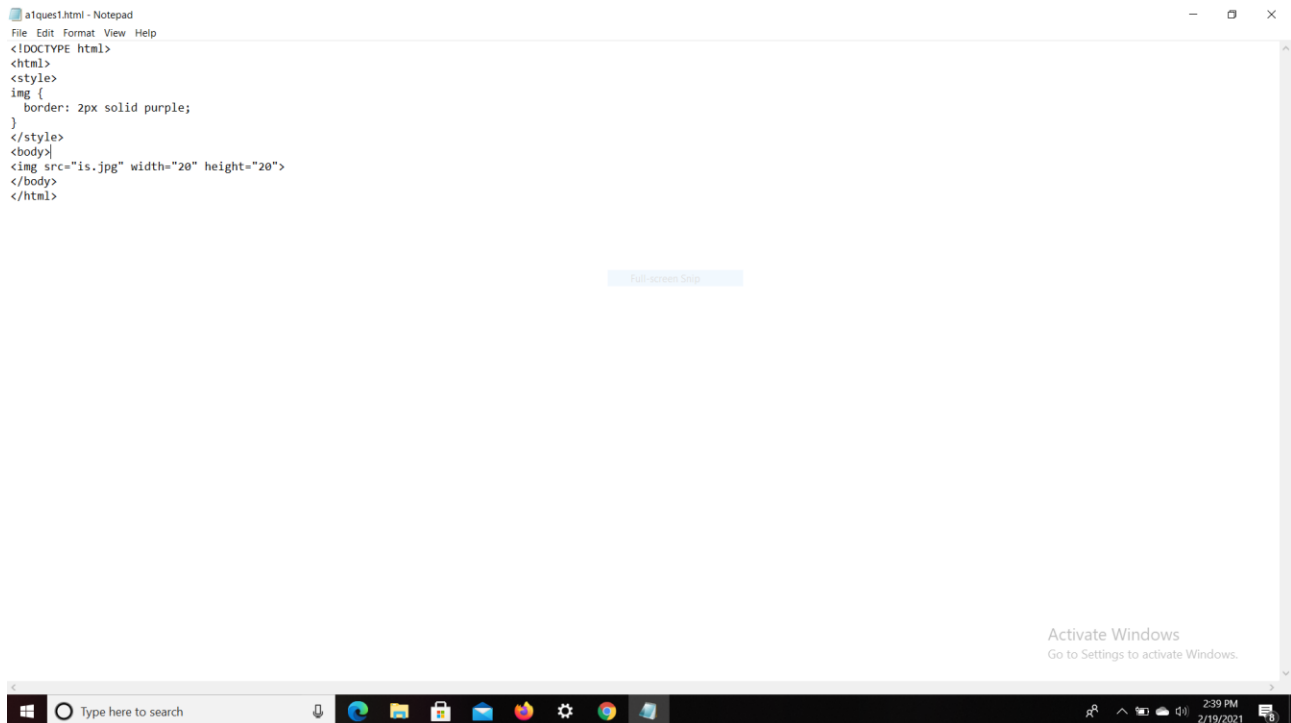 a1ques1.html - Notepad
File Edit Format View Help
<!DOCTYPE html>
<html>
<style>
img {
  border: 2px solid purple;
}
</style>
<body>
<img src="is.jpg" width="20" height="20">
</body>
</html>
Full-screen Snip
Activate Windows
Go to Settings to activate Windows.
Type here to search
2:39 PM
2/19/2021
8